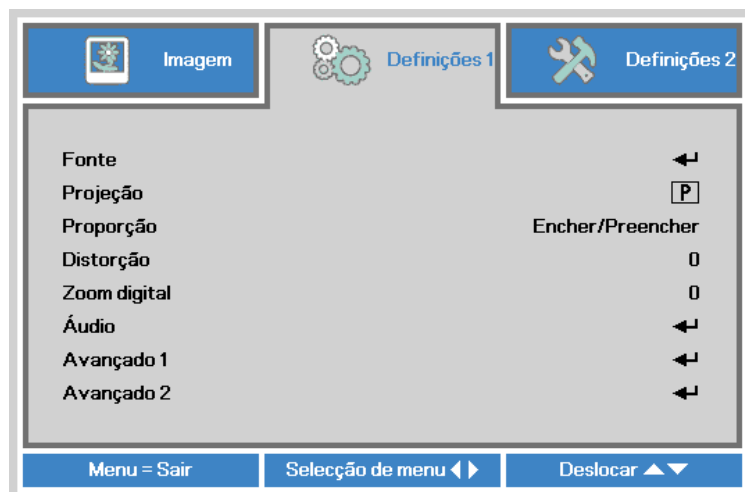 Imagem Definições 1 Definições 2
Fonte
Projeção P
Proporção Encher/Preencher
Distorção 0
Zoom digital 0
Áudio
Avançado 1
Avançado 2
Menu = Sair Selecção de menu Deslocar